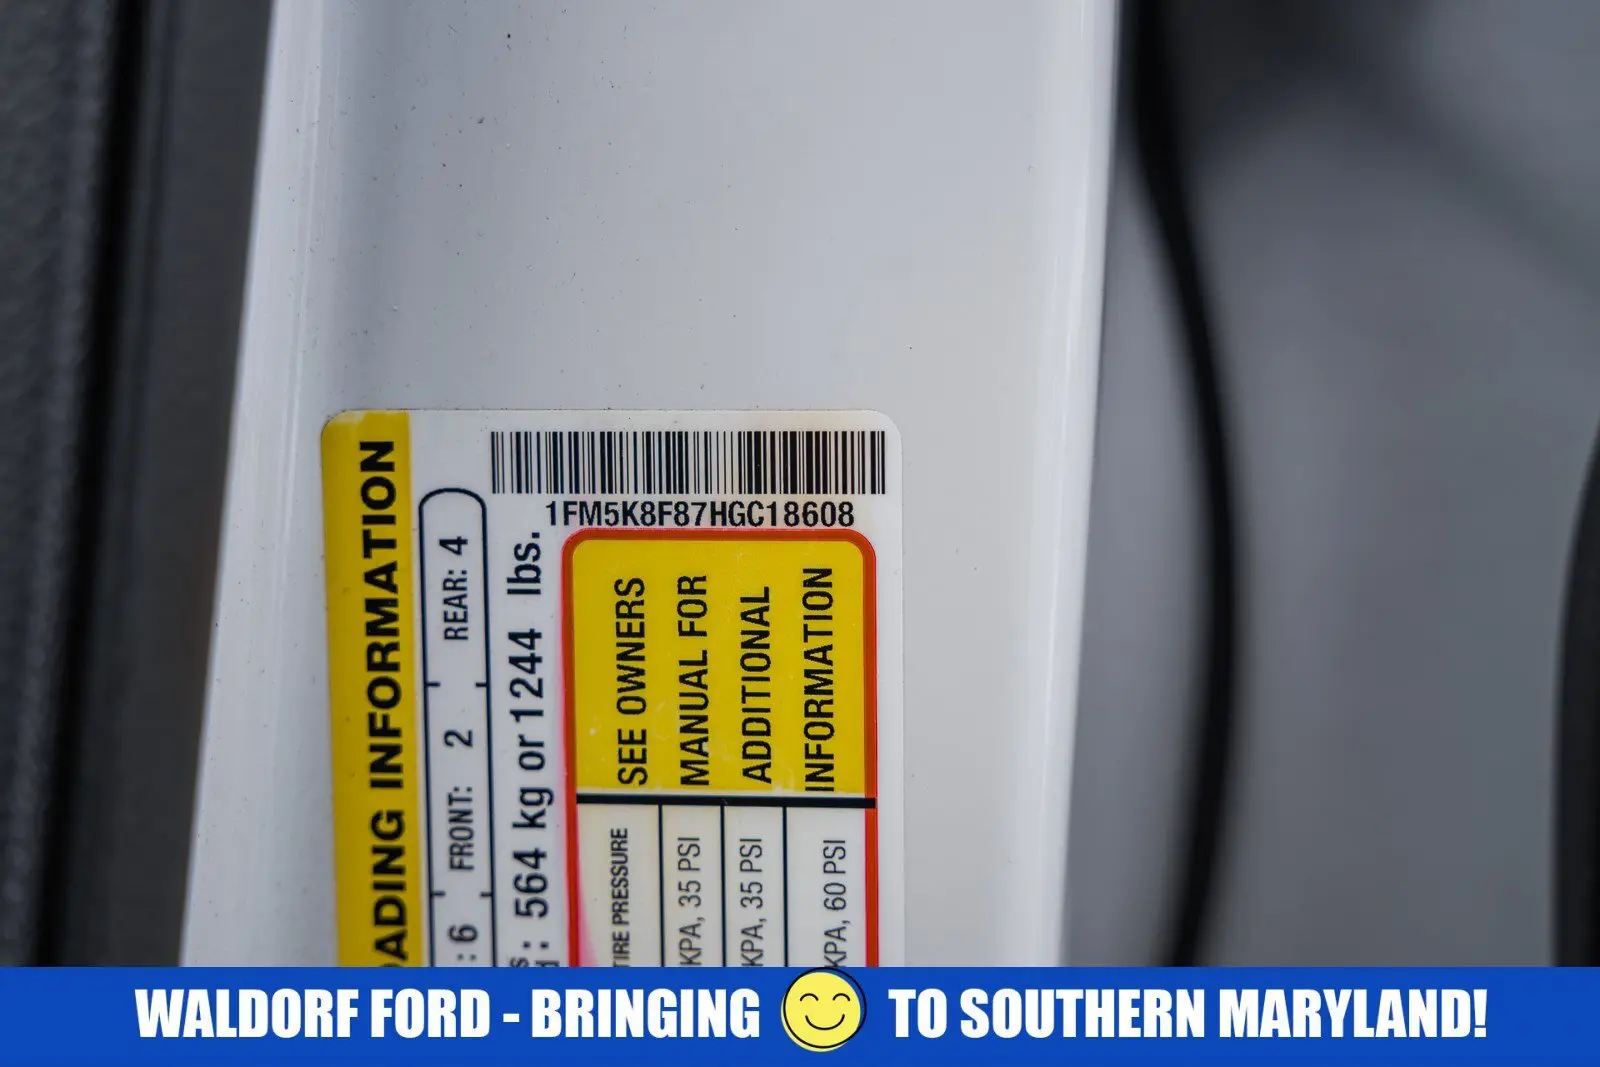 1FM5K8F87HGC18608
ADING INFORMATION
: 6 FRONT: 2 REAR: 4
: 564 kg or 1244 lbs.
SEE OWNERS
MANUAL FOR
ADDITIONAL
INFORMATION
TIRE PRESSURE
KPA, 35 PSI
KPA, 35 PSI
KPA, 60 PSI
WALDORF FORD - BRINGING TO SOUTHERN MARYLAND!